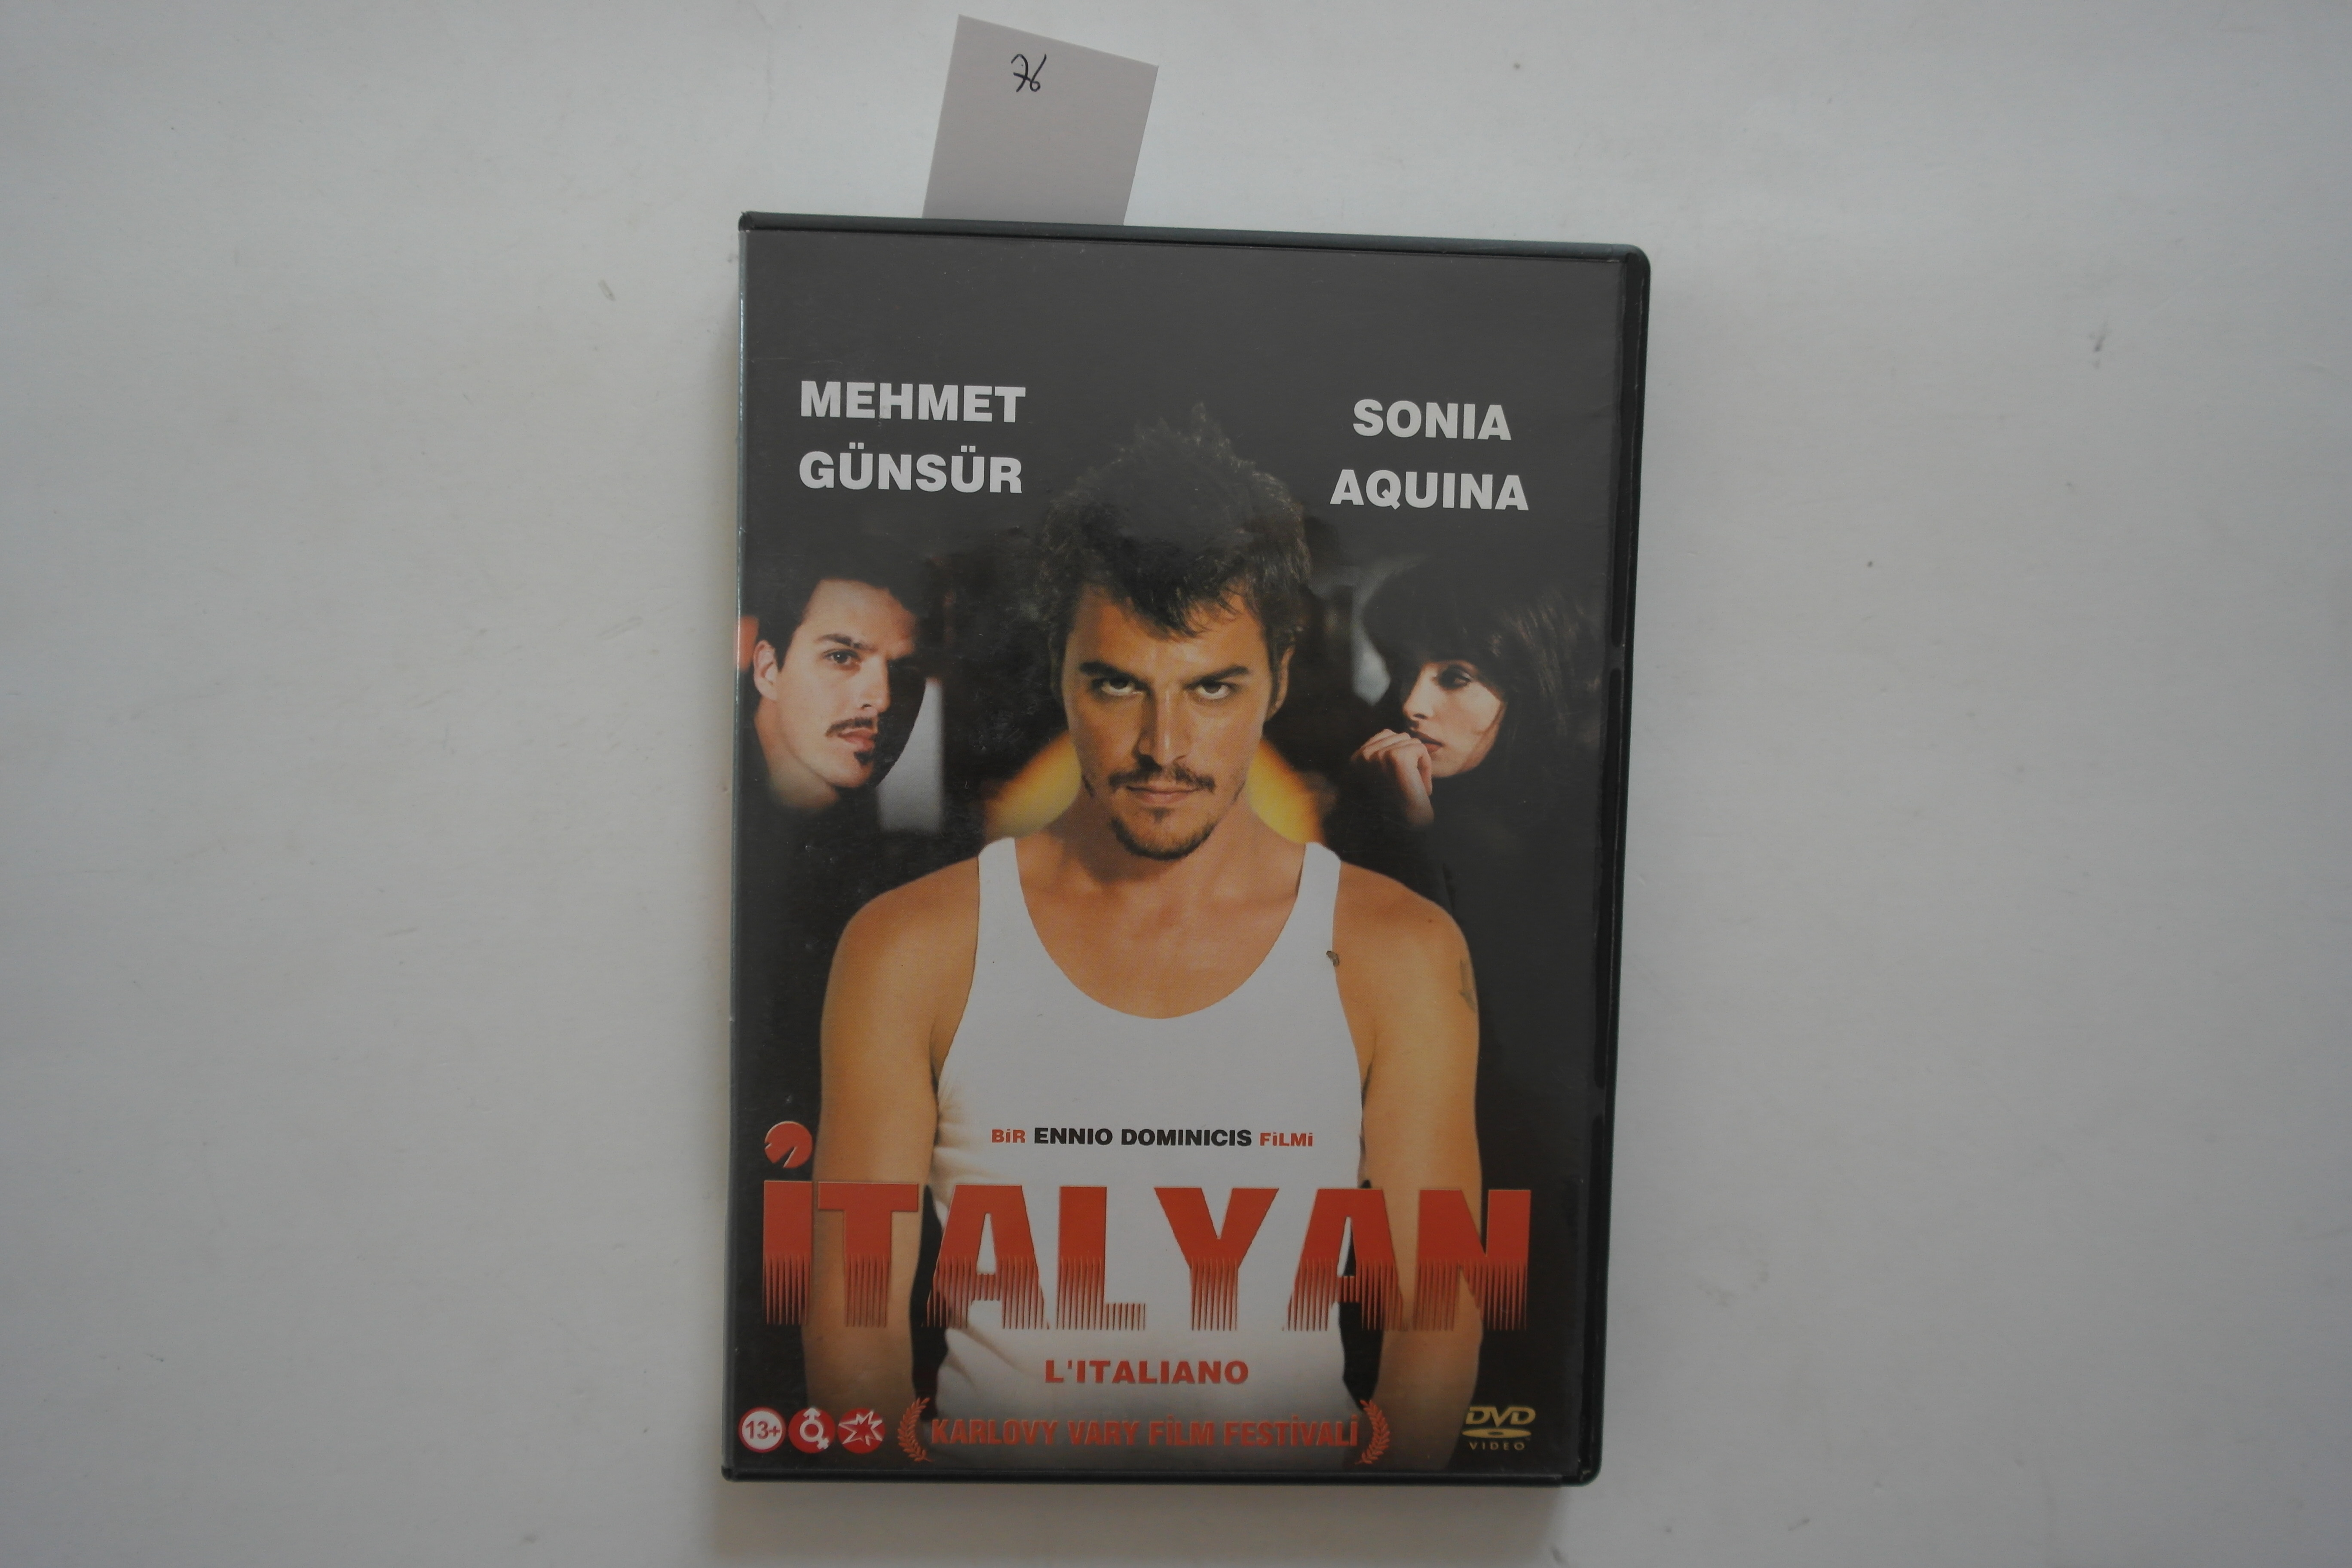 76
MEHMET
GÜNSÜR
SONIA
AQUINA
BİR ENNIO DOMINICIS FİLMİ
İTALYAN
L'ITALIANO
13+
KARLOVY VARY FİLM FESTİVALİ
DVD
VIDEO